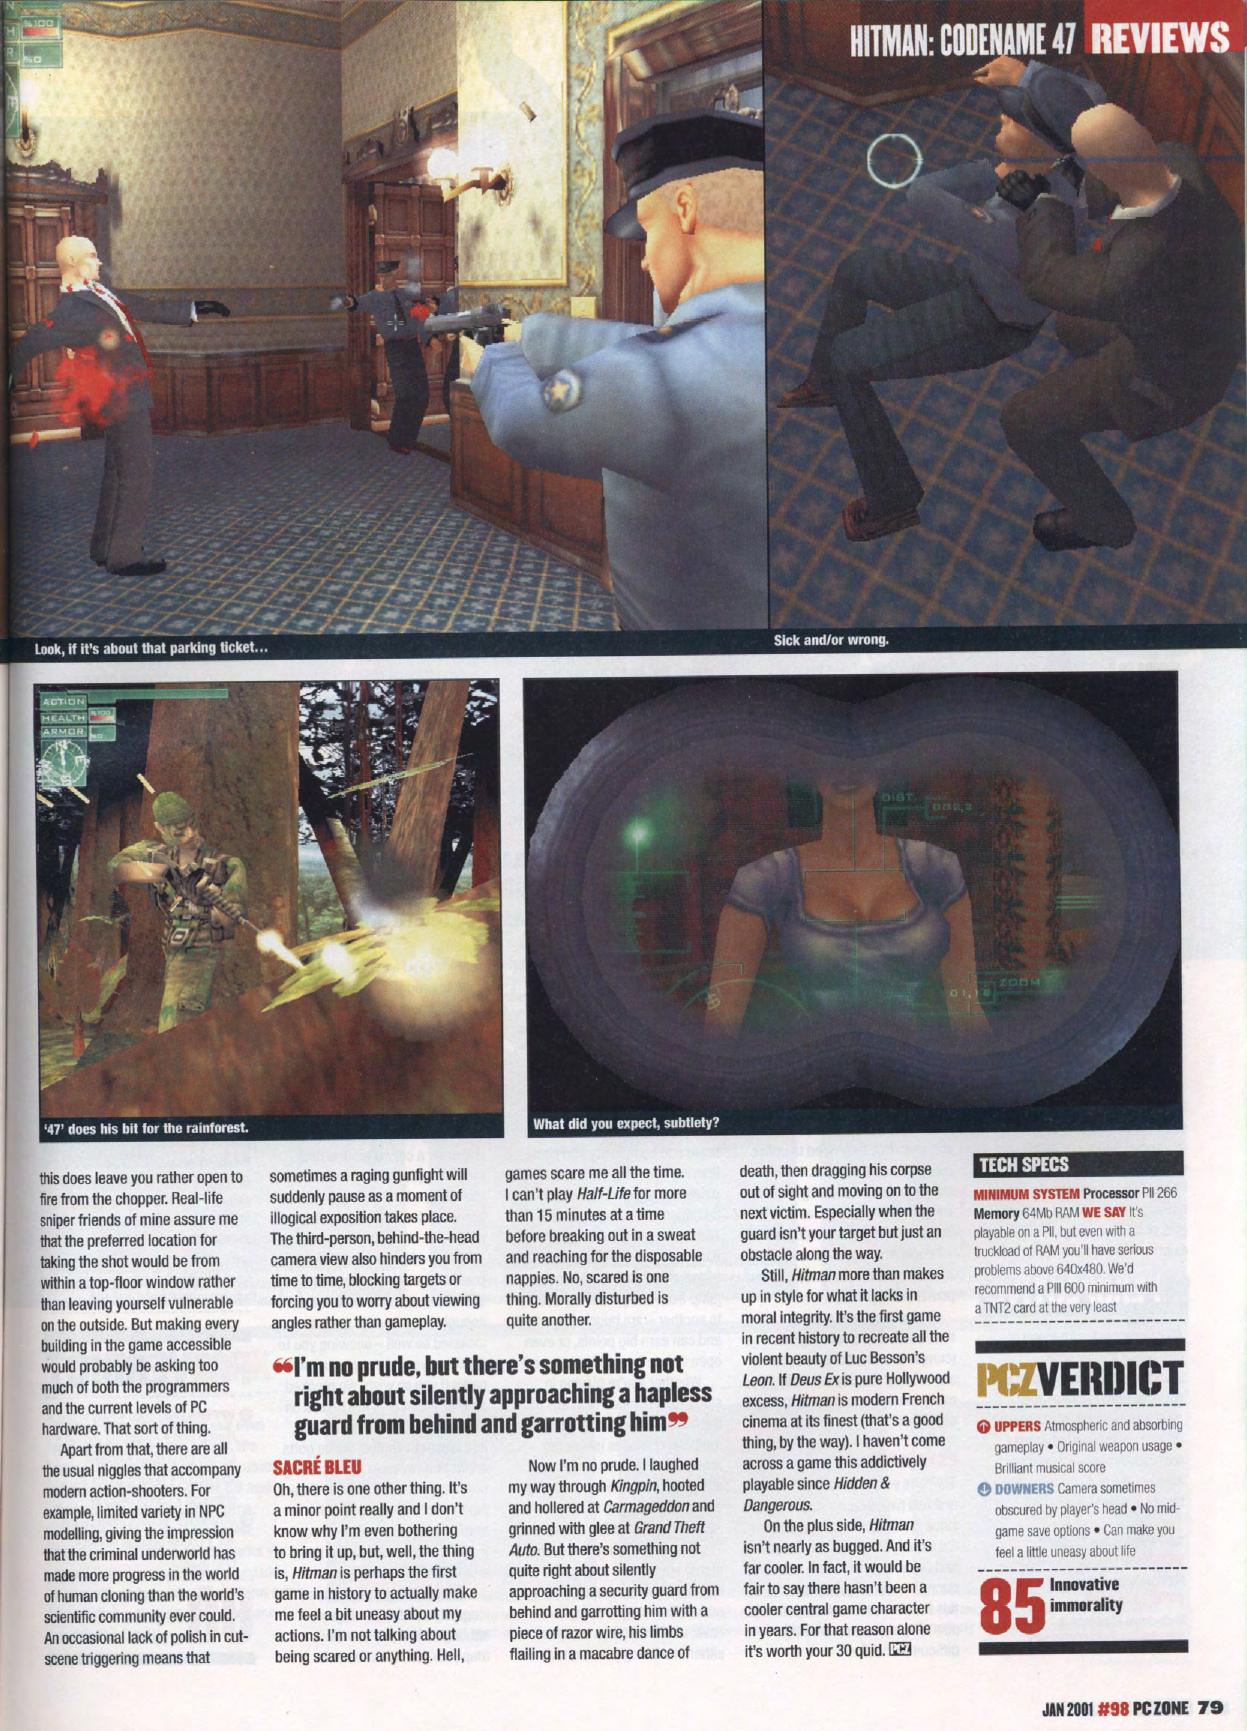 HITMAN: CODENAME 47 REVIEWS
%100
%0
Look, if it's about that parking ticket...
Sick and/or wrong.
ACTION
HEALTH %100
ARMOR %0
N
S
DIST.
002,3
ZOOM
01,18
'47' does his bit for the rainforest.
What did you expect, subtlety?
this does leave you rather open to
fire from the chopper. Real-life
sniper friends of mine assure me
that the preferred location for
taking the shot would be from
within a top-floor window rather
than leaving yourself vulnerable
on the outside. But making every
building in the game accessible
would probably be asking too
much of both the programmers
and the current levels of PC
hardware. That sort of thing.
Apart from that, there are all
the usual niggles that accompany
modern action-shooters. For
example, limited variety in NPC
modelling, giving the impression
that the criminal underworld has
made more progress in the world
of human cloning than the world's
scientific community ever could.
An occasional lack of polish in cut-
scene triggering means that
sometimes a raging gunfight will
suddenly pause as a moment of
illogical exposition takes place.
The third-person, behind-the-head
camera view also hinders you from
time to time, blocking targets or
forcing you to worry about viewing
angles rather than gameplay.
“I'm no prude, but there's something not
right about silently approaching a hapless
guard from behind and garrotting him”
SACRÉ BLEU
Oh, there is one other thing. It's
a minor point really and I don't
know why I'm even bothering
to bring it up, but, well, the thing
is, Hitman is perhaps the first
game in history to actually make
me feel a bit uneasy about my
actions. I'm not talking about
being scared or anything. Hell,
games scare me all the time.
I can't play Half-Life for more
than 15 minutes at a time
before breaking out in a sweat
and reaching for the disposable
nappies. No, scared is one
thing. Morally disturbed is
quite another.
Now I'm no prude. I laughed
my way through Kingpin, hooted
and hollered at Carmageddon and
grinned with glee at Grand Theft
Auto. But there's something not
quite right about silently
approaching a security guard from
behind and garrotting him with a
piece of razor wire, his limbs
flailing in a macabre dance of
death, then dragging his corpse
out of sight and moving on to the
next victim. Especially when the
guard isn't your target but just an
obstacle along the way.
Still, Hitman more than makes
up in style for what it lacks in
moral integrity. It's the first game
in recent history to recreate all the
violent beauty of Luc Besson's
Leon. If Deus Ex is pure Hollywood
excess, Hitman is modern French
cinema at its finest (that's a good
thing, by the way). I haven't come
across a game this addictively
playable since Hidden &
Dangerous.
On the plus side, Hitman
isn't nearly as bugged. And it's
far cooler. In fact, it would be
fair to say there hasn't been a
cooler central game character
in years. For that reason alone
it's worth your 30 quid. PCZ
TECH SPECS
MINIMUM SYSTEM Processor PII 266
Memory 64Mb RAM WE SAY It's
playable on a PII, but even with a
truckload of RAM you'll have serious
problems above 640x480. We'd
recommend a PIII 600 minimum with
a TNT2 card at the very least
PCZVERDICT
UPPERS Atmospheric and absorbing
gameplay • Original weapon usage •
Brilliant musical score
DOWNERS Camera sometimes
obscured by player's head • No mid-
game save options • Can make you
feel a little uneasy about life
85 Innovative
immorality
JAN 2001 #98 PC ZONE 79